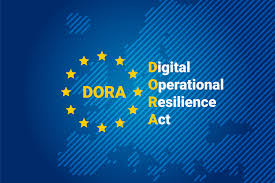 DORA
Digital
Operational
Resilience
Act